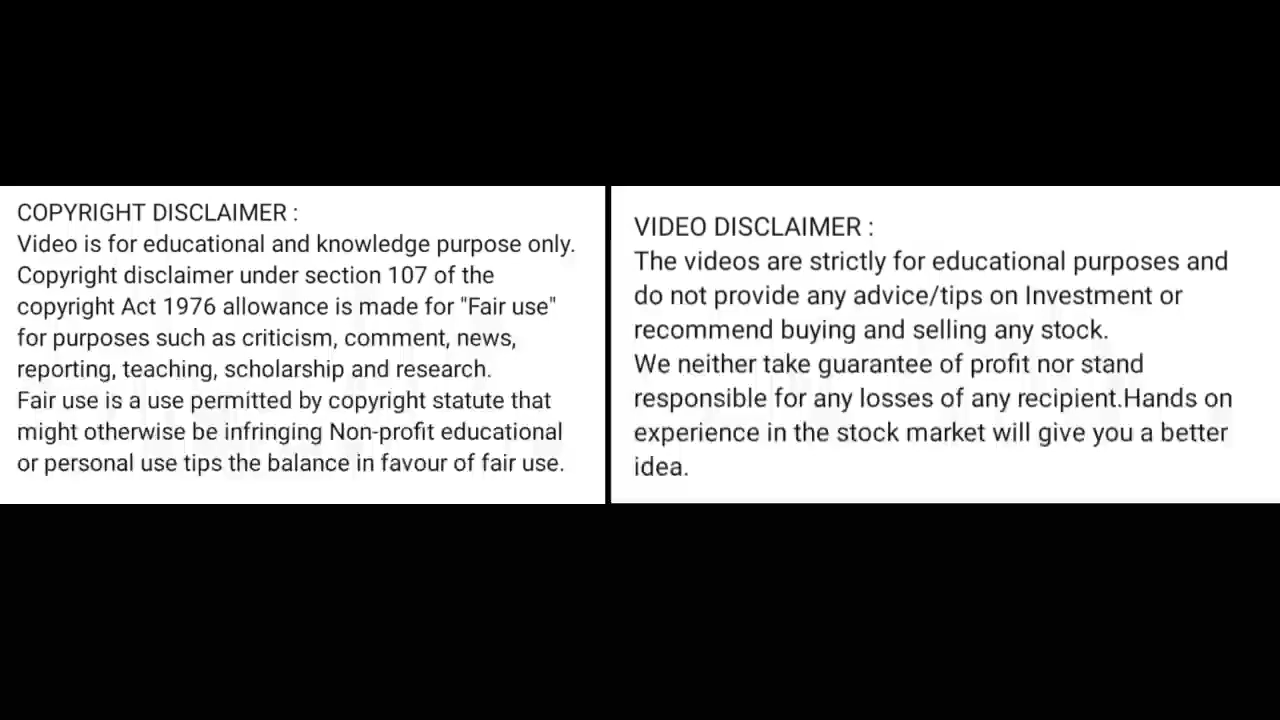 COPYRIGHT DISCLAIMER :
Video is for educational and knowledge purpose only.
Copyright disclaimer under section 107 of the
copyright Act 1976 allowance is made for "Fair use"
for purposes such as criticism, comment, news,
reporting, teaching, scholarship and research.
Fair use is a use permitted by copyright statute that
might otherwise be infringing Non-profit educational
or personal use tips the balance in favour of fair use.
VIDEO DISCLAIMER :
The videos are strictly for educational purposes and
do not provide any advice/tips on Investment or
recommend buying and selling any stock.
We neither take guarantee of profit nor stand
responsible for any losses of any recipient.Hands on
experience in the stock market will give you a better
idea.